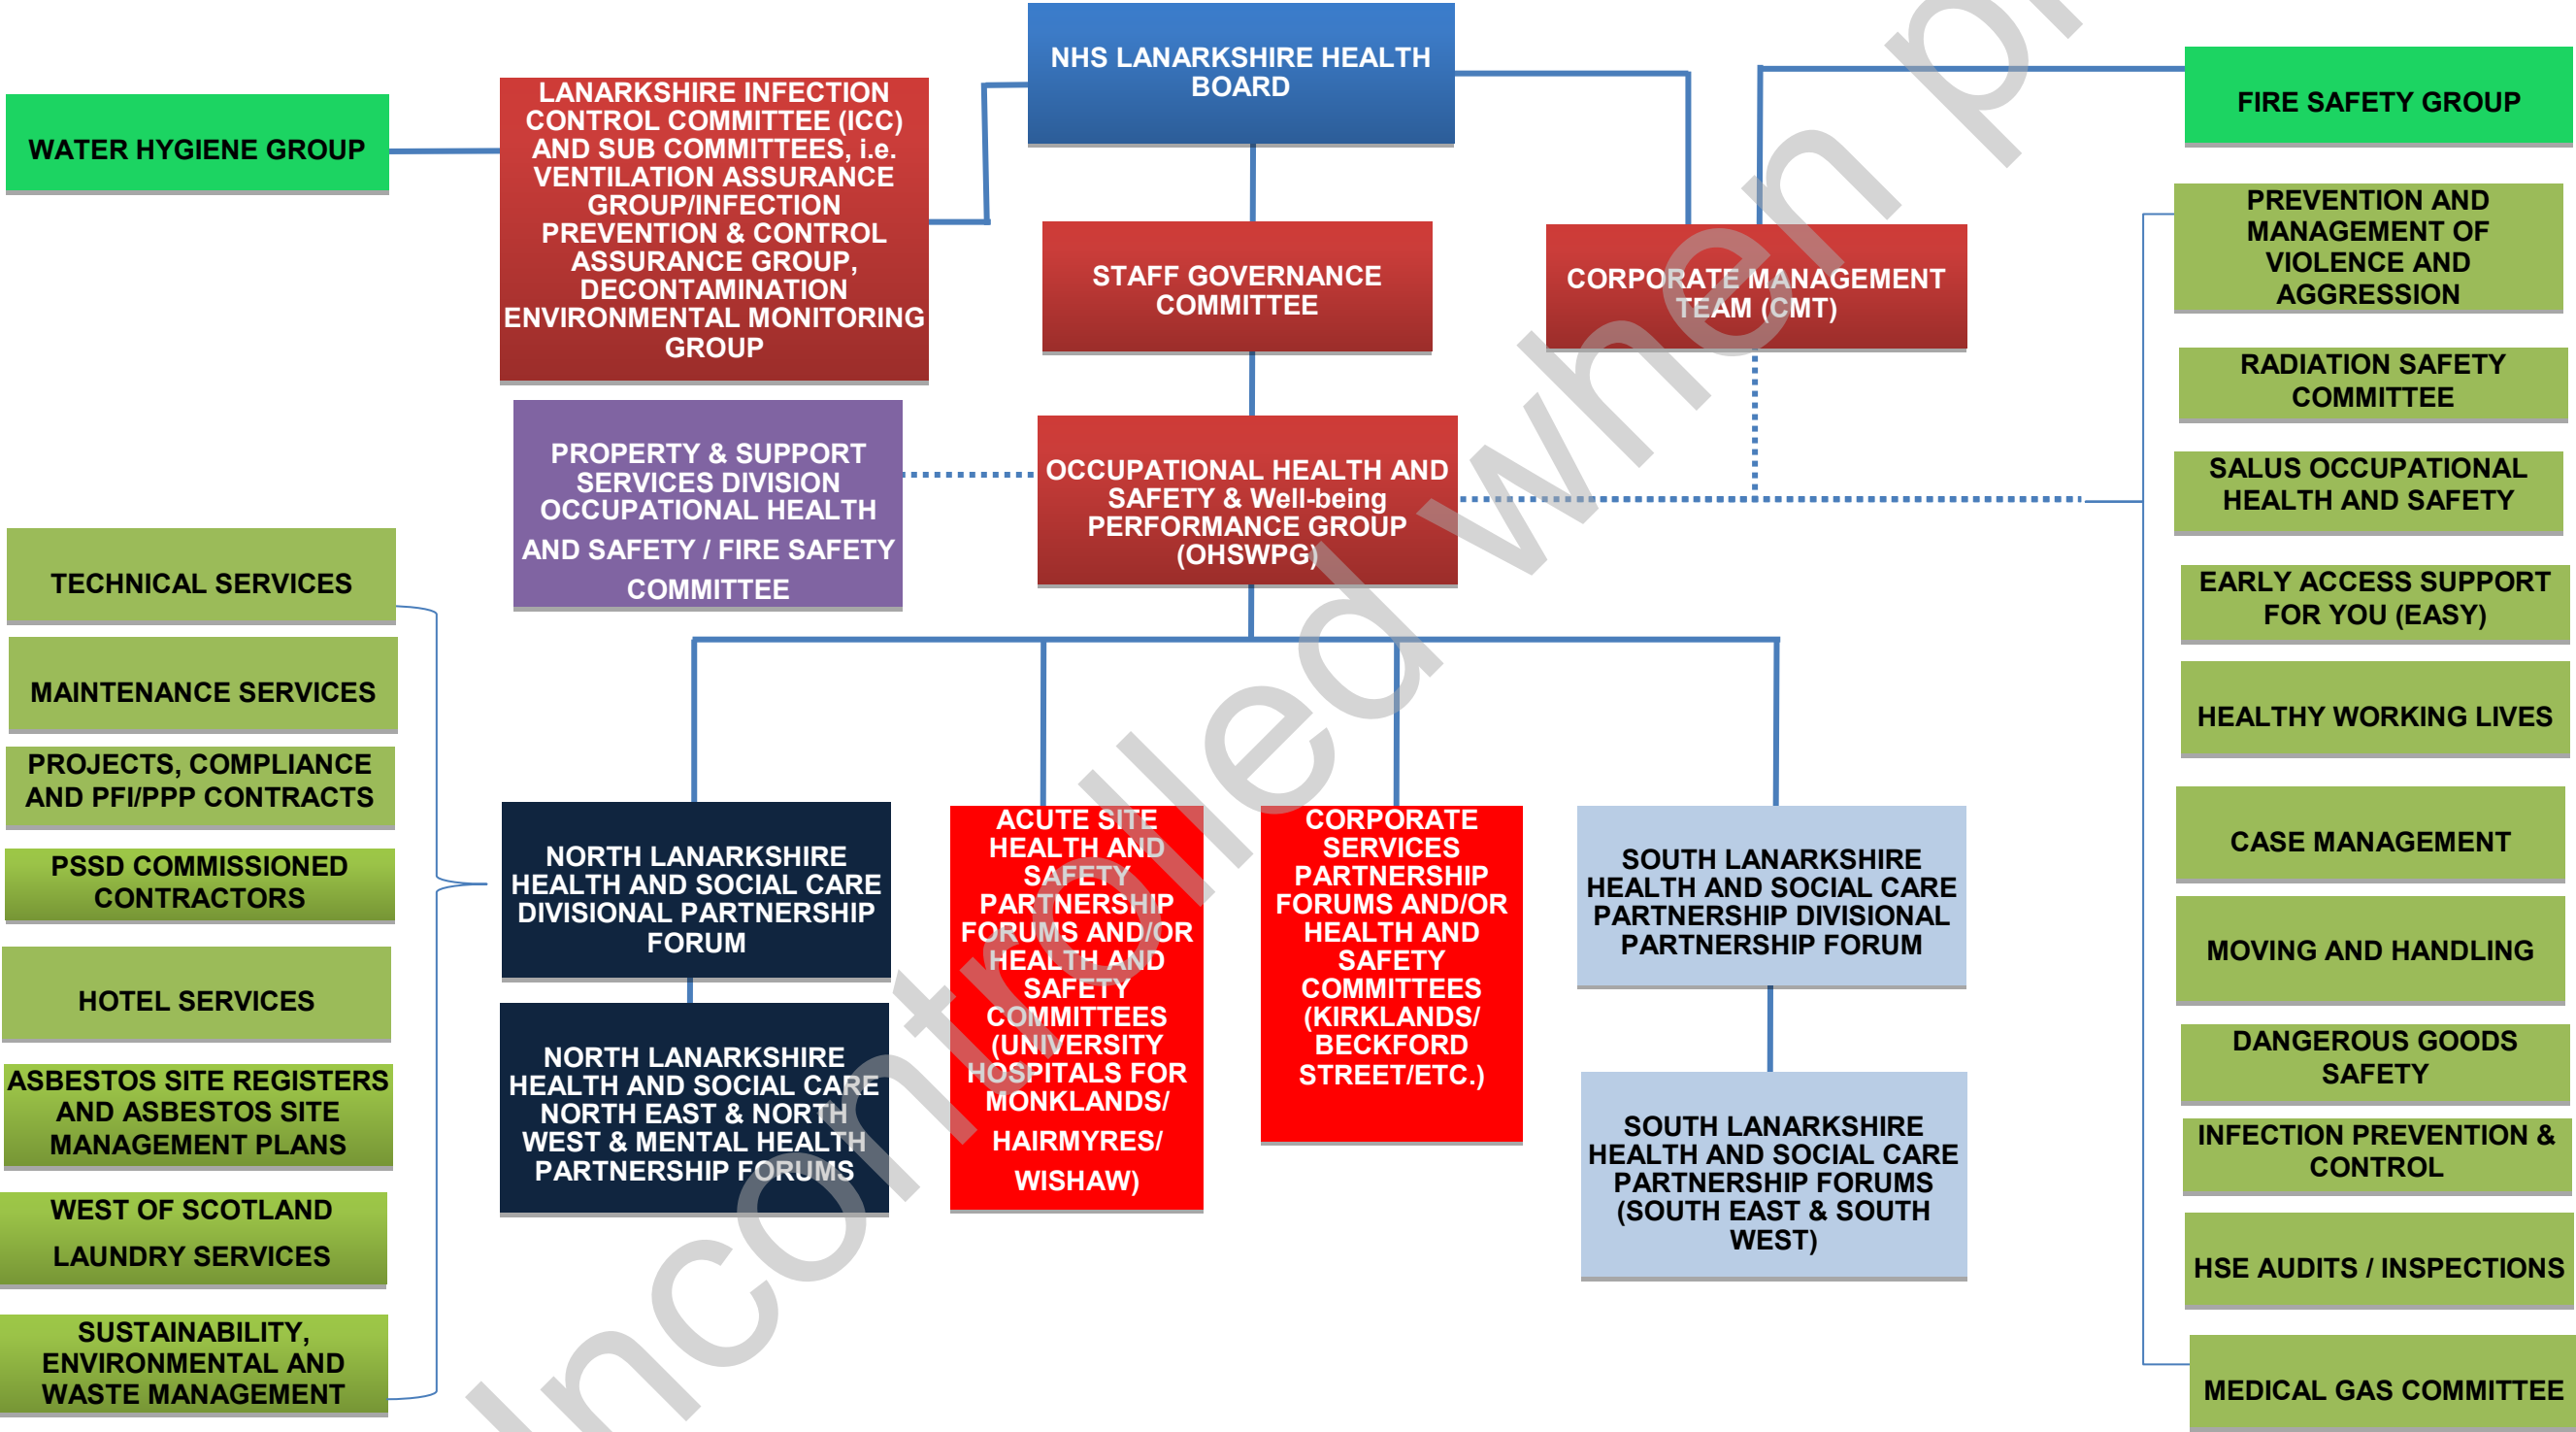 NHS LANARKSHIRE HEALTH
BOARD
WATER HYGIENE GROUP
LANARKSHIRE INFECTION
CONTROL COMMITTEE (ICC)
AND SUB COMMITTEES, i.e.
VENTILATION ASSURANCE
GROUP/INFECTION
PREVENTION & CONTROL
ASSURANCE GROUP,
DECONTAMINATION
ENVIRONMENTAL MONITORING
GROUP
STAFF GOVERNANCE
COMMITTEE
CORPORATE MANAGEMENT
TEAM (CMT)
FIRE SAFETY GROUP
PROPERTY & SUPPORT
SERVICES DIVISION
OCCUPATIONAL HEALTH
AND SAFETY / FIRE SAFETY
COMMITTEE
OCCUPATIONAL HEALTH AND
SAFETY & Well-being
PERFORMANCE GROUP
(OHSWPG)
TECHNICAL SERVICES
MAINTENANCE SERVICES
PROJECTS, COMPLIANCE
AND PFI/PPP CONTRACTS
PSSD COMMISSIONED
CONTRACTORS
HOTEL SERVICES
ASBESTOS SITE REGISTERS
AND ASBESTOS SITE
MANAGEMENT PLANS
WEST OF SCOTLAND
LAUNDRY SERVICES
SUSTAINABILITY,
ENVIRONMENTAL AND
WASTE MANAGEMENT
NORTH LANARKSHIRE
HEALTH AND SOCIAL CARE
DIVISIONAL PARTNERSHIP
FORUM
NORTH LANARKSHIRE
HEALTH AND SOCIAL CARE
NORTH EAST & NORTH
WEST & MENTAL HEALTH
PARTNERSHIP FORUMS
ACUTE SITE
HEALTH AND
SAFETY
PARTNERSHIP
FORUMS AND/OR
HEALTH AND
SAFETY
COMMITTEES
(UNIVERSITY
HOSPITALS FOR
MONKLANDS/
HAIRMYRES/
WISHAW)
CORPORATE
SERVICES
PARTNERSHIP
FORUMS AND/OR
HEALTH AND
SAFETY
COMMITTEES
(KIRKLANDS/
BECKFORD
STREET/ETC.)
SOUTH LANARKSHIRE
HEALTH AND SOCIAL CARE
PARTNERSHIP DIVISIONAL
PARTNERSHIP FORUM
SOUTH LANARKSHIRE
HEALTH AND SOCIAL CARE
PARTNERSHIP FORUMS
(SOUTH EAST & SOUTH
WEST)
PREVENTION AND
MANAGEMENT OF
VIOLENCE AND
AGGRESSION
RADIATION SAFETY
COMMITTEE
SALUS OCCUPATIONAL
HEALTH AND SAFETY
EARLY ACCESS SUPPORT
FOR YOU (EASY)
HEALTHY WORKING LIVES
CASE MANAGEMENT
MOVING AND HANDLING
DANGEROUS GOODS
SAFETY
INFECTION PREVENTION &
CONTROL
HSE AUDITS / INSPECTIONS
MEDICAL GAS COMMITTEE
ncontrolled when p